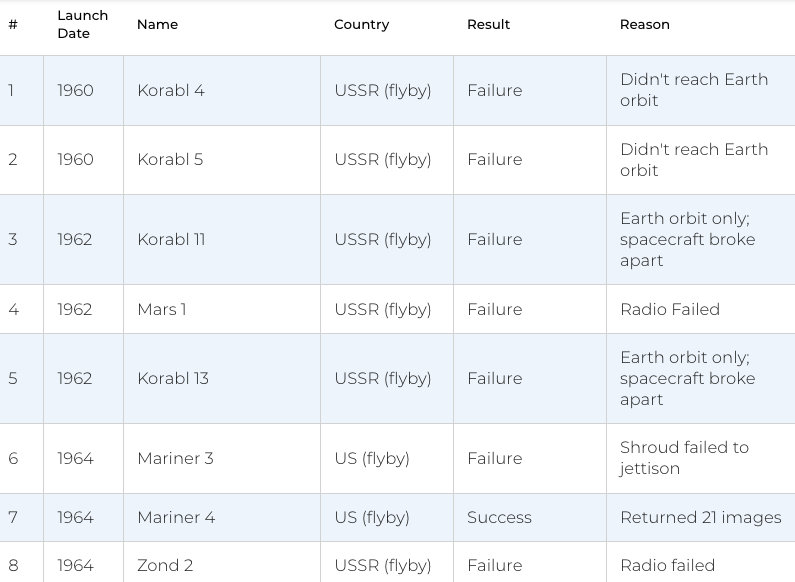 # Launch Date Name Country Result Reason
1 1960 Korabl 4 USSR (flyby) Failure Didn't reach Earth orbit
2 1960 Korabl 5 USSR (flyby) Failure Didn't reach Earth orbit
3 1962 Korabl 11 USSR (flyby) Failure Earth orbit only; spacecraft broke apart
4 1962 Mars 1 USSR (flyby) Failure Radio Failed
5 1962 Korabl 13 USSR (flyby) Failure Earth orbit only; spacecraft broke apart
6 1964 Mariner 3 US (flyby) Failure Shroud failed to jettison
7 1964 Mariner 4 US (flyby) Success Returned 21 images
8 1964 Zond 2 USSR (flyby) Failure Radio failed